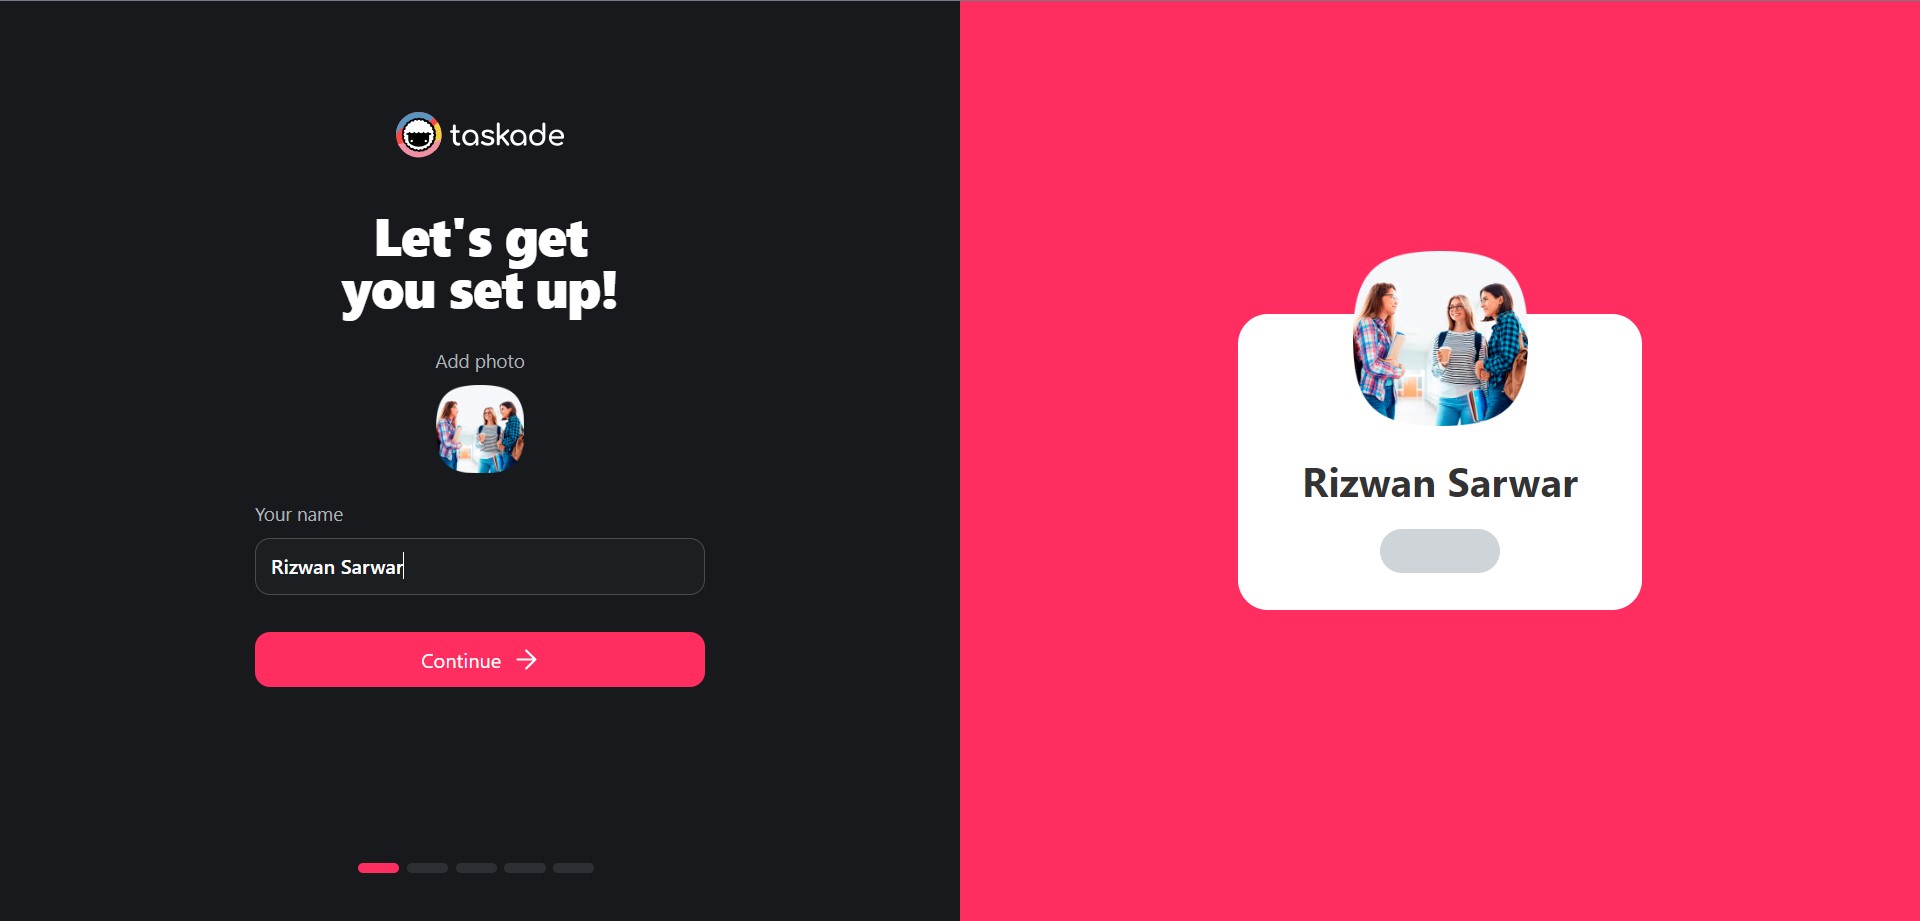 taskade
Let's get
you set up!
Add photo
Your name
Rizwan Sarwar
Continue
Rizwan Sarwar